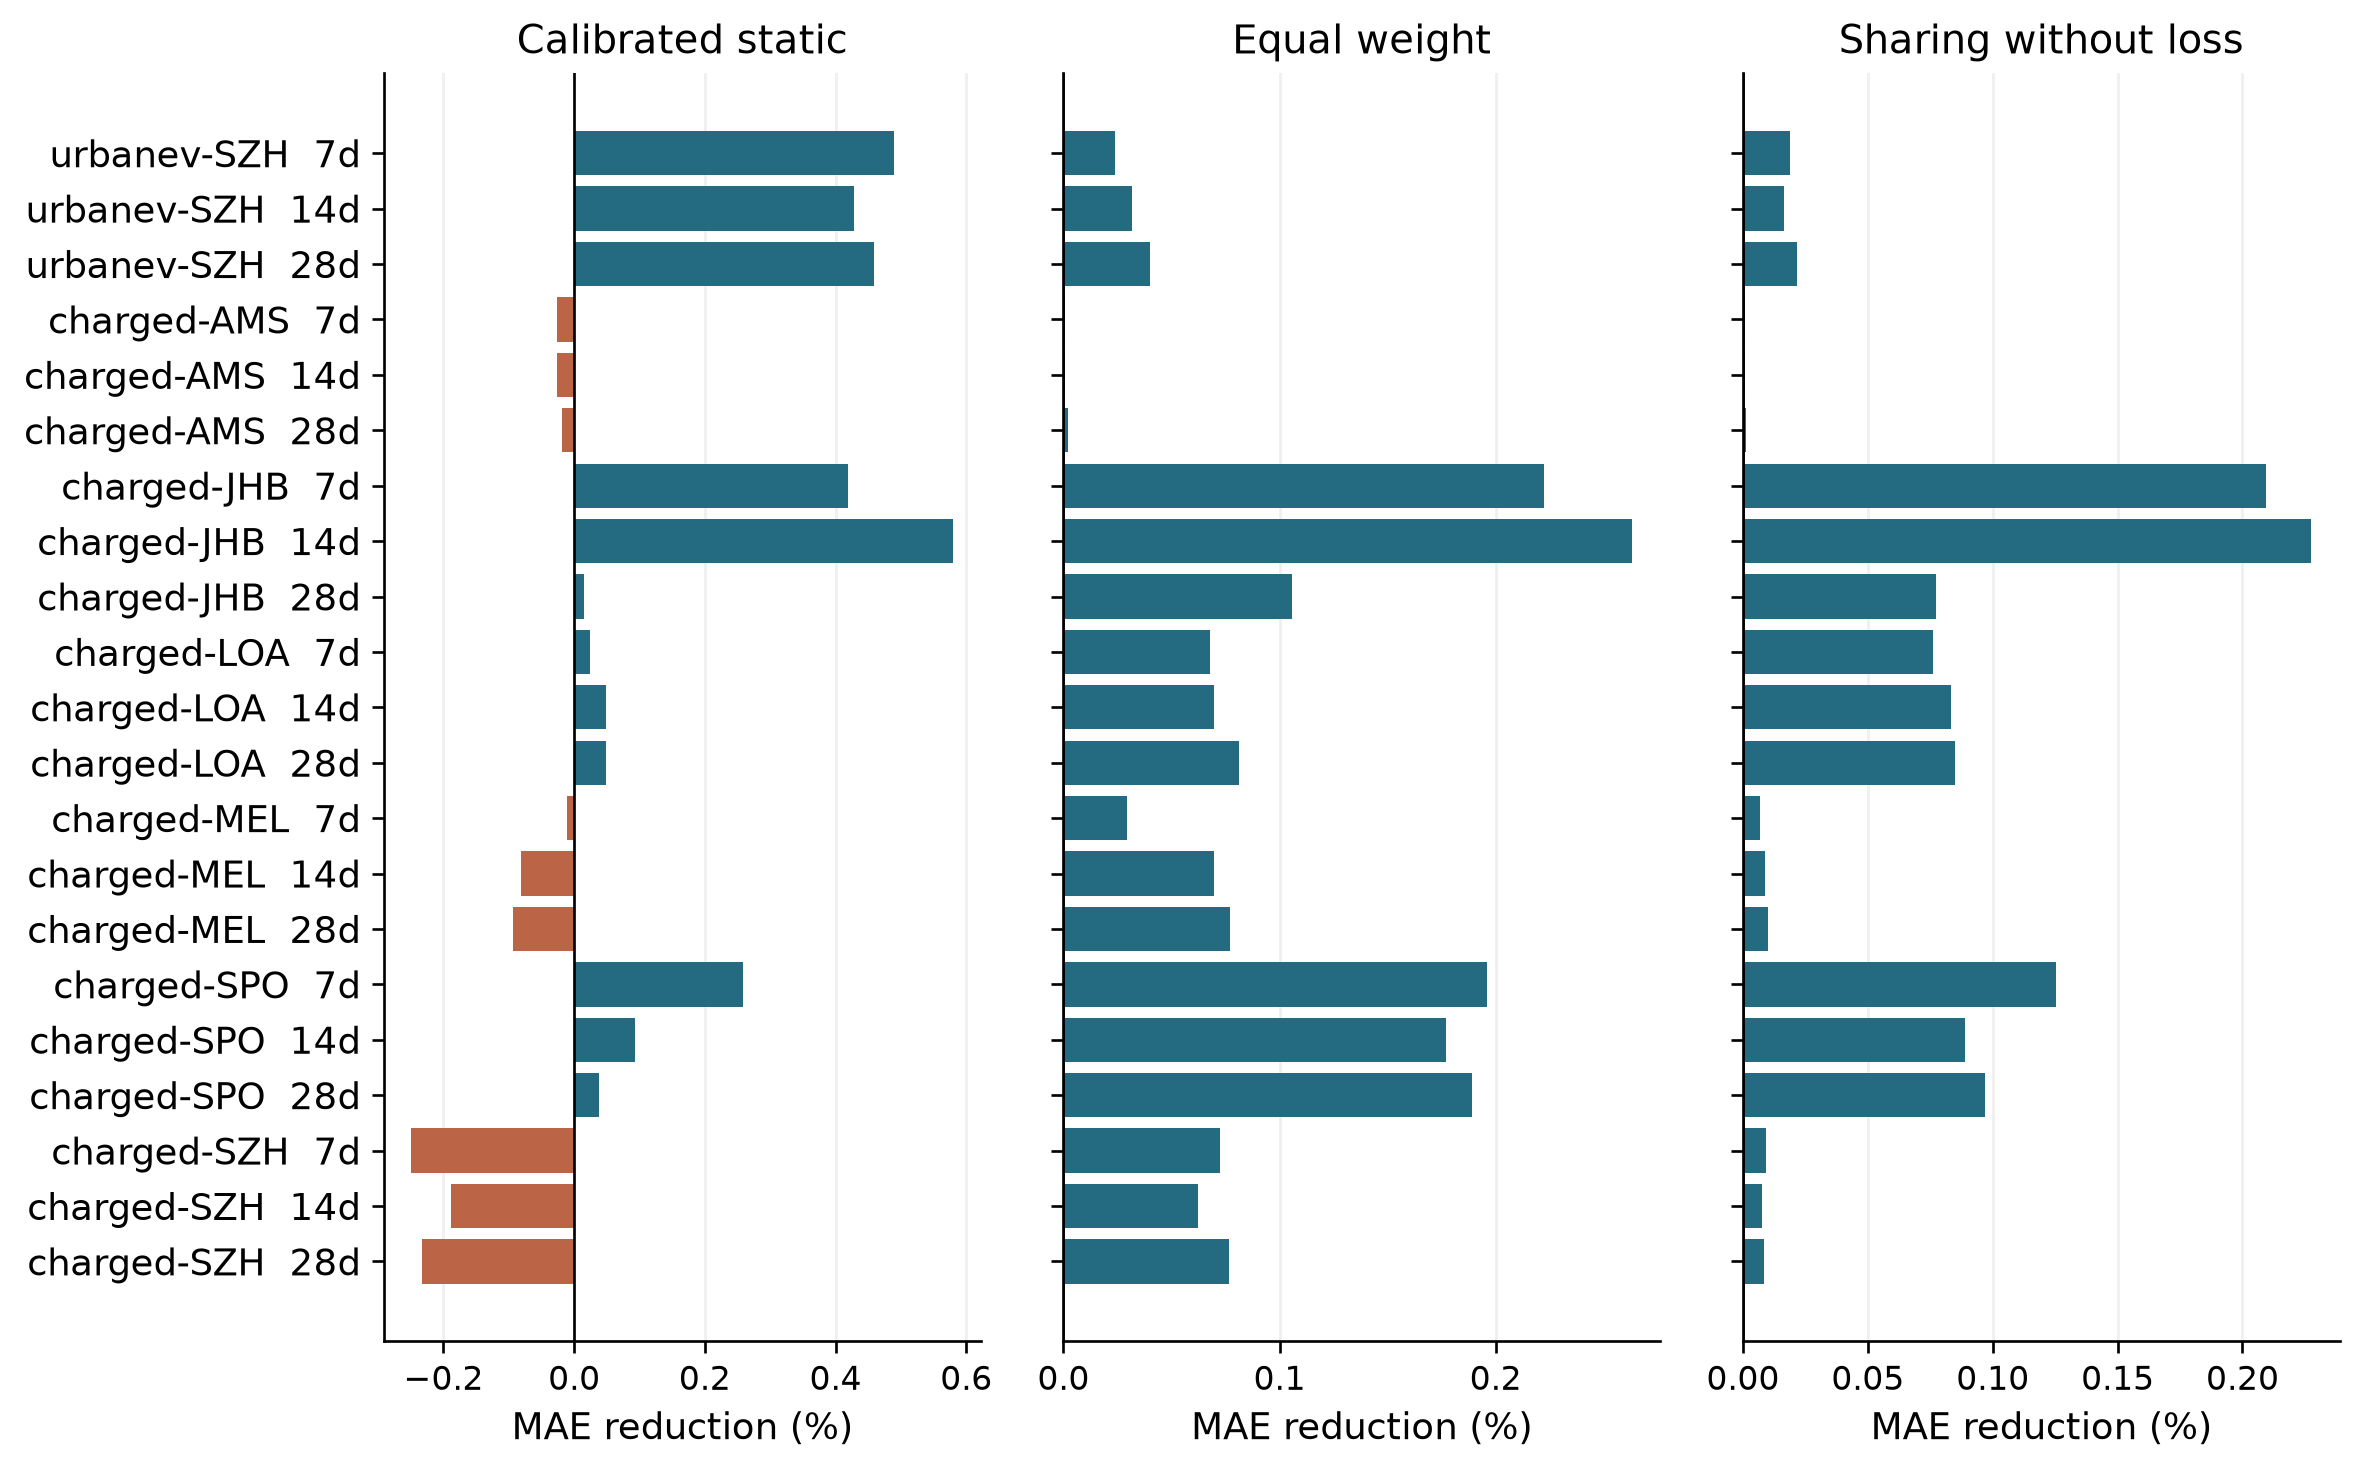 Calibrated static
Equal weight
Sharing without loss
urbanev-SZH 7d
urbanev-SZH 14d
urbanev-SZH 28d
charged-AMS 7d
charged-AMS 14d
charged-AMS 28d
charged-JHB 7d
charged-JHB 14d
charged-JHB 28d
charged-LOA 7d
charged-LOA 14d
charged-LOA 28d
charged-MEL 7d
charged-MEL 14d
charged-MEL 28d
charged-SPO 7d
charged-SPO 14d
charged-SPO 28d
charged-SZH 7d
charged-SZH 14d
charged-SZH 28d
−0.2 0.0 0.2 0.4 0.6
0.0 0.1 0.2
0.00 0.05 0.10 0.15 0.20
MAE reduction (%)
MAE reduction (%)
MAE reduction (%)